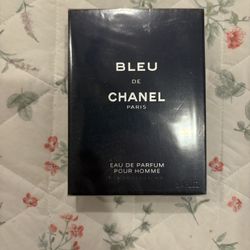 BLEU
DE
CHANEL
PARIS
EAU DE PARFUM
POUR HOMME